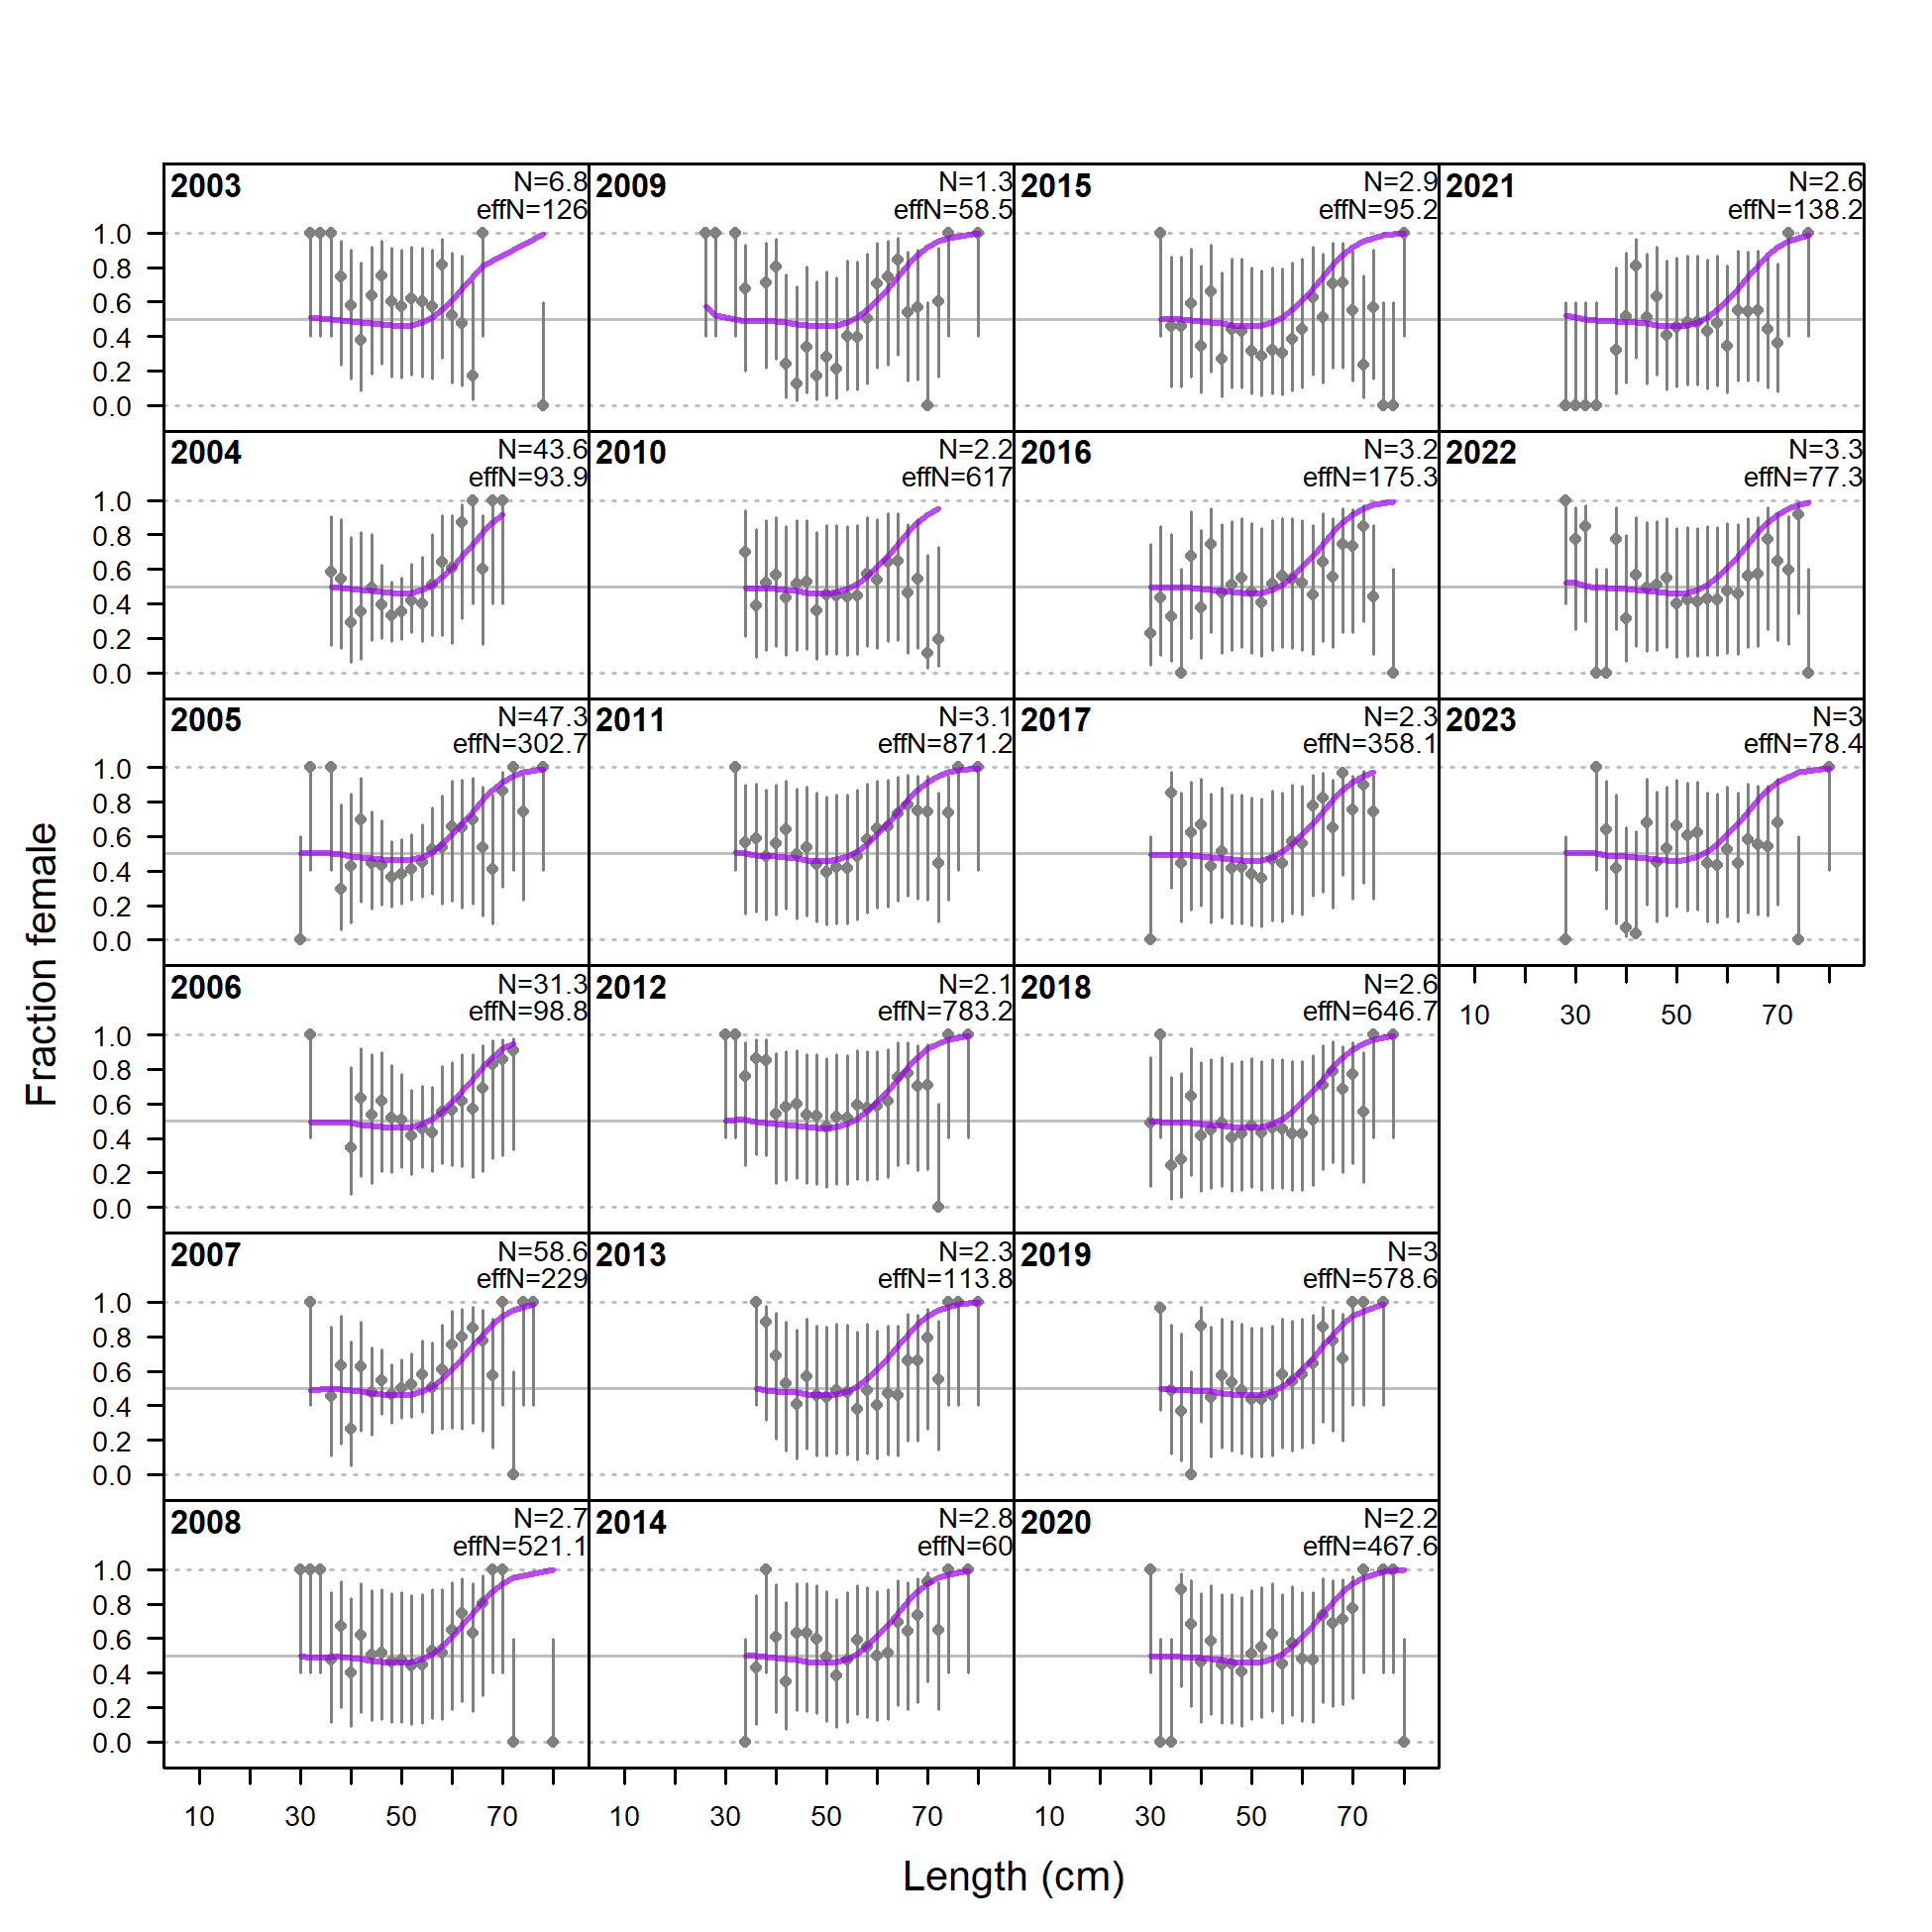 2003
N=6.8
effN=126
2009
N=1.3
effN=58.5
2015
N=2.9
effN=95.2
2021
N=2.6
effN=138.2
1.0
0.8
0.6
0.4
0.2
0.0
2004
N=43.6
effN=93.9
2010
N=2.2
effN=617
2016
N=3.2
effN=175.3
2022
N=3.3
effN=77.3
1.0
0.8
0.6
0.4
0.2
0.0
2005
N=47.3
effN=302.7
2011
N=3.1
effN=871.2
2017
N=2.3
effN=358.1
2023
N=3
effN=78.4
1.0
0.8
0.6
0.4
0.2
0.0
2006
N=31.3
effN=98.8
2012
N=2.1
effN=783.2
2018
N=2.6
effN=646.7
10 30 50 70
1.0
0.8
0.6
0.4
0.2
0.0
2007
N=58.6
effN=229
2013
N=2.3
effN=113.8
2019
N=3
effN=578.6
1.0
0.8
0.6
0.4
0.2
0.0
2008
N=2.7
effN=521.1
2014
N=2.8
effN=60
2020
N=2.2
effN=467.6
1.0
0.8
0.6
0.4
0.2
0.0
10 30 50 70 10 30 50 70 10 30 50 70
Length (cm)
Fraction female